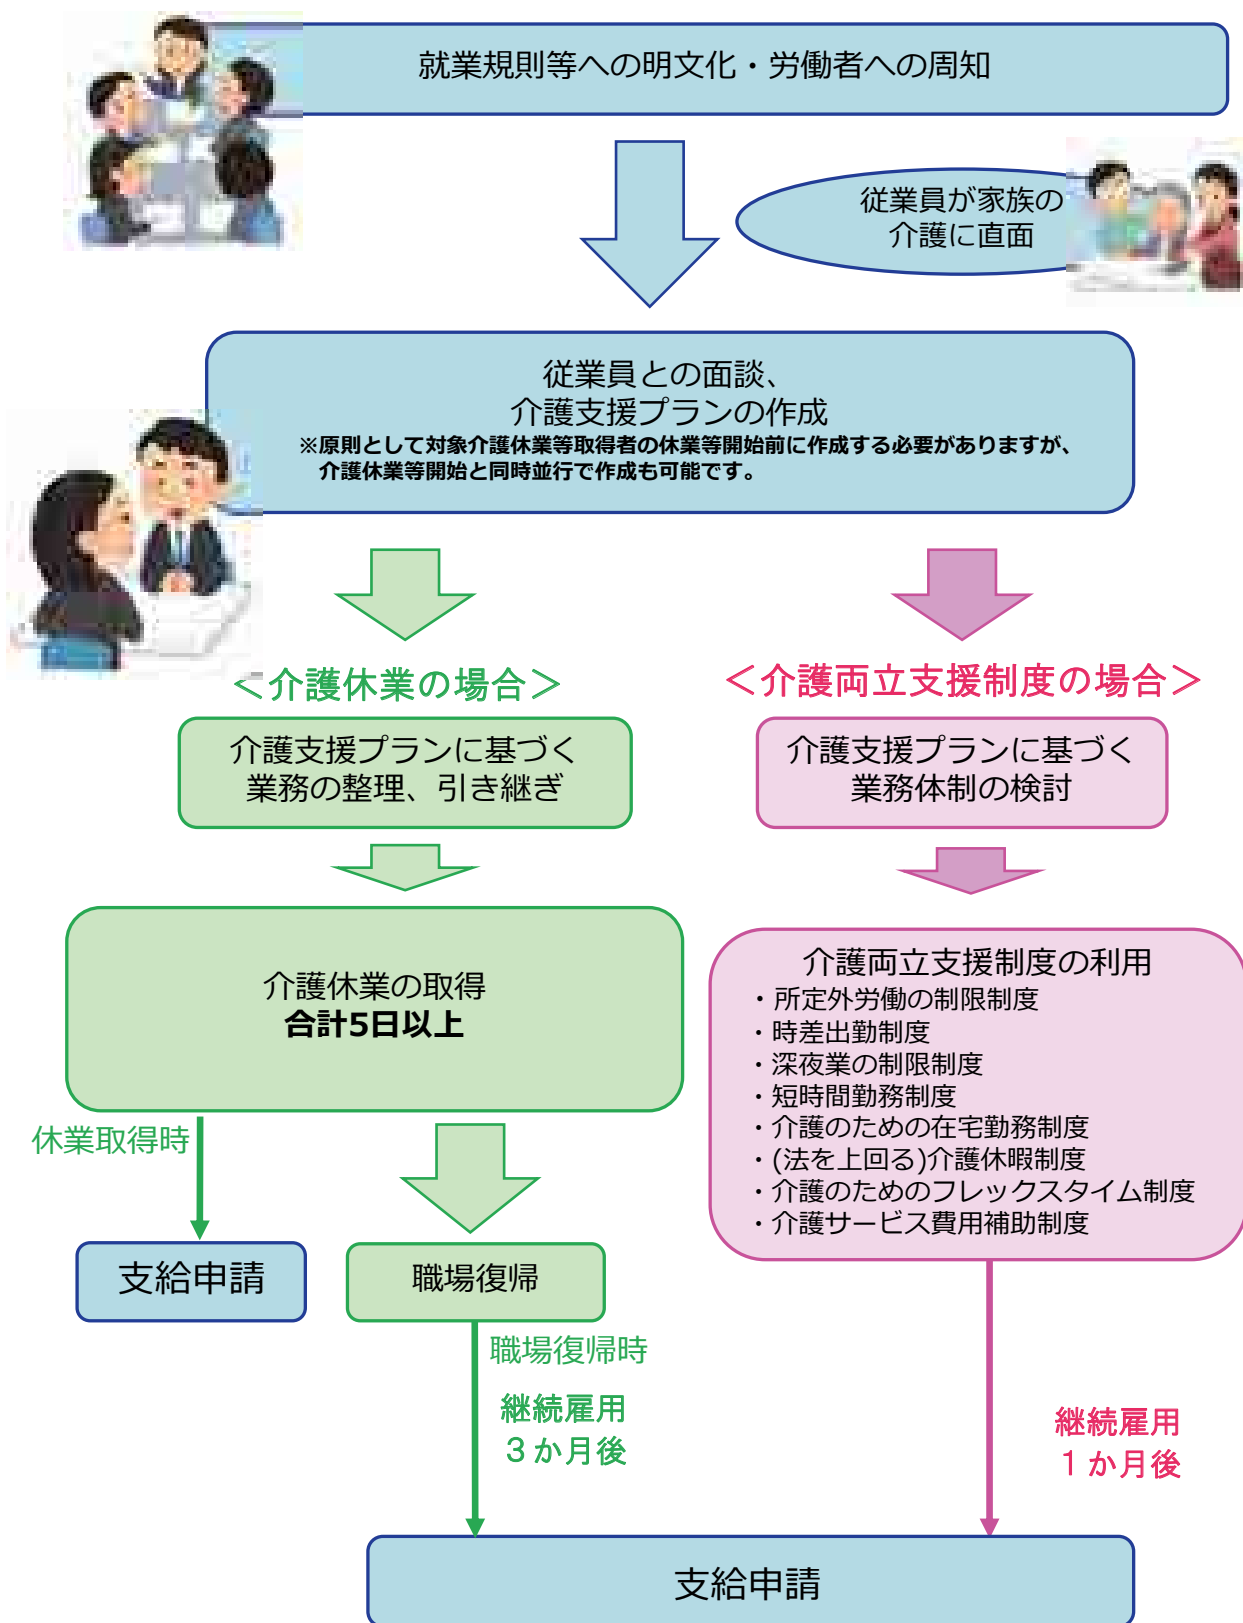 就業規則等への明文化・労働者への周知
従業員が家族の
介護に直面
従業員との面談、
介護支援プランの作成
※原則として対象介護休業等取得者の休業等開始前に作成する必要がありますが、
介護休業等開始と同時並行で作成も可能です。
＜介護休業の場合＞
介護支援プランに基づく
業務の整理、引き継ぎ
介護休業の取得
合計5日以上
休業取得時
支給申請
職場復帰
職場復帰時
継続雇用
３か月後
＜介護両立支援制度の場合＞
介護支援プランに基づく
業務体制の検討
介護両立支援制度の利用
・所定外労働の制限制度
・時差出勤制度
・深夜業の制限制度
・短時間勤務制度
・介護のための在宅勤務制度
・(法を上回る)介護休暇制度
・介護のためのフレックスタイム制度
・介護サービス費用補助制度
継続雇用
１か月後
支給申請